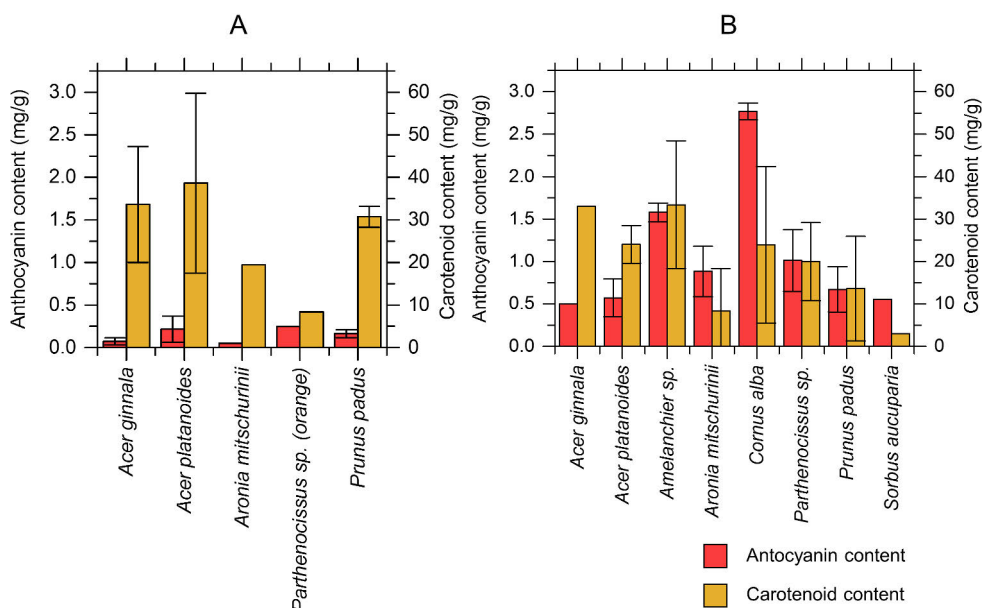 A
B
Anthocyanin content (mg/g)
3.0
2.5
2.0
1.5
1.0
0.5
0.0
60
50
40
30
20
10
0
Carotenoid content (mg/g)
Acer ginnala
Acer platanoides
Aronia mitschurinii
Parthenocissus sp. (orange)
Prunus padus
Anthocyanin content (mg/g)
3.0
2.5
2.0
1.5
1.0
0.5
0.0
60
50
40
30
20
10
0
Carotenoid content (mg/g)
Acer ginnala
Acer platanoides
Amelanchier sp.
Aronia mitschurinii
Cornus alba
Parthenocissus sp.
Prunus padus
Sorbus aucuparia
Antocyanin content
Carotenoid content